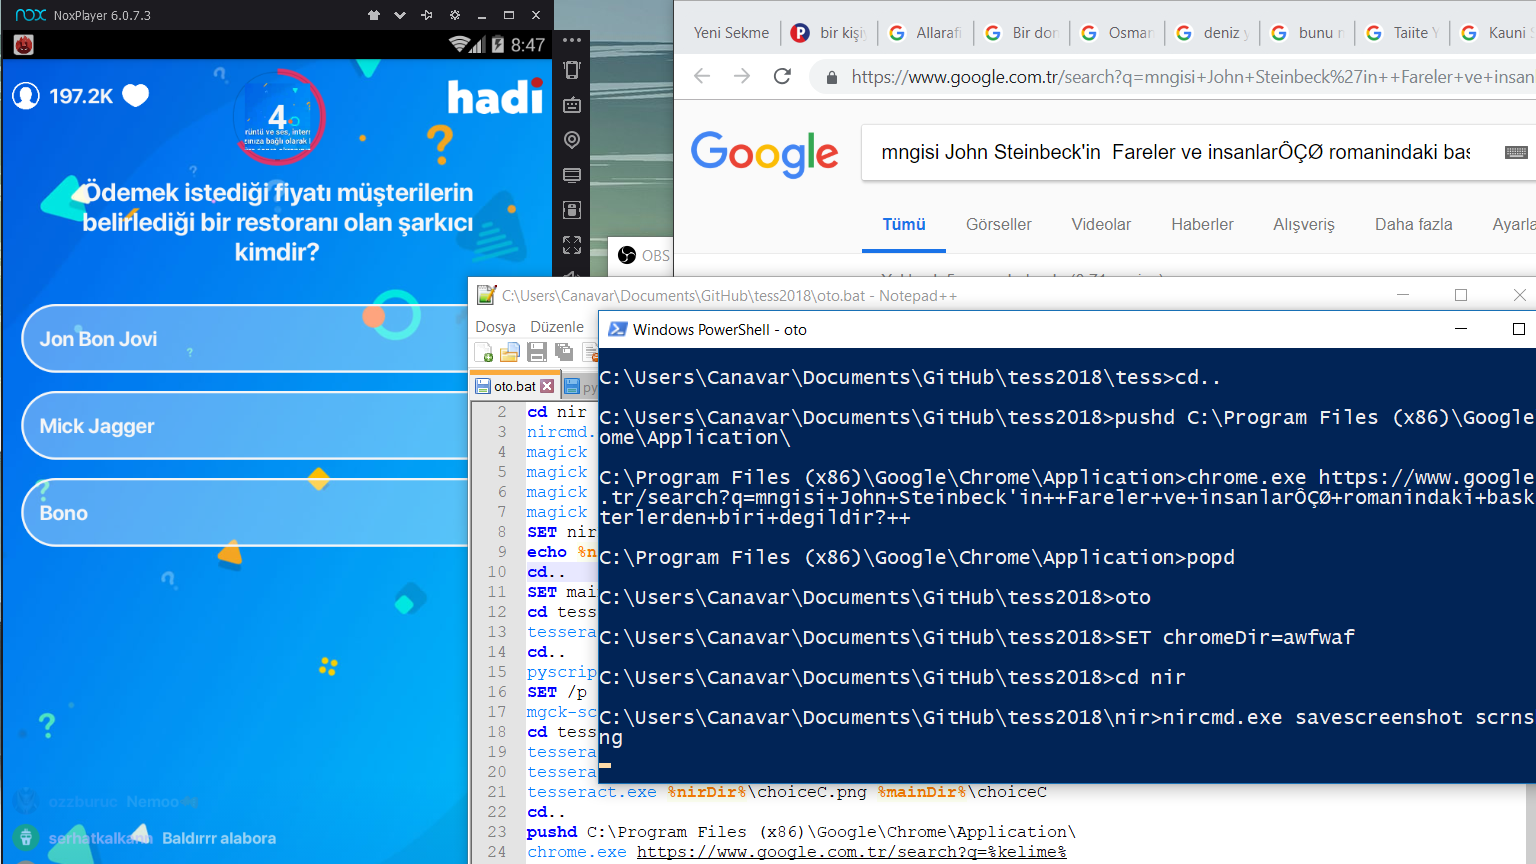 nox NoxPlayer 6.0.7.3
8:47
197.2K
4
hadi
Ödemek istediği fiyatı müşterilerin
belirlediği bir restoranı olan şarkıcı
kimdir?
Jon Bon Jovi
Mick Jagger
Bono
ozzburuc Nemoo
serhatkalkann Baldırrr alabora
OBS
Yeni Sekme
bir kişi
Allarafi
Bir dor
Osman
deniz y
bunu n
Taiite Y
Kauni S
https://www.google.com.tr/search?q=mngisi+John+Steinbeck%27in++Fareler+ve+insan
Google
mngisi John Steinbeck'in  Fareler ve insanlarÔÇØ romanindaki bas
Tümü Görseller Videolar Haberler Alışveriş Daha fazla Ayarla
C:\Users\Canavar\Documents\GitHub\tess2018\oto.bat - Notepad++
Dosya Düzenle
oto.bat
py
2 cd nir
3 nircmd.
4 magick
5 magick
6 magick
7 magick
8 SET nir
9 echo %n
10 cd..
11 SET mai
12 cd tess
13 tessera
14 cd..
15 pyscrip
16 SET /p
17 mgck-sc
18 cd tess
19 tessera
20 tessera
21 tesseract.exe %nirDir%\choiceC.png %mainDir%\choiceC
22 cd..
23 pushd C:\Program Files (x86)\Google\Chrome\Application\
24 chrome.exe https://www.google.com.tr/search?q=%kelime%
Windows PowerShell - oto
C:\Users\Canavar\Documents\GitHub\tess2018\tess>cd..
C:\Users\Canavar\Documents\GitHub\tess2018>pushd C:\Program Files (x86)\Google
ome\Application\
C:\Program Files (x86)\Google\Chrome\Application>chrome.exe https://www.google
.tr/search?q=mngisi+John+Steinbeck'in++Fareler+ve+insanlarÔÇØ+romanindaki+bask
terlerden+biri+degildir?++
C:\Program Files (x86)\Google\Chrome\Application>popd
C:\Users\Canavar\Documents\GitHub\tess2018>oto
C:\Users\Canavar\Documents\GitHub\tess2018>SET chromeDir=awfwaf
C:\Users\Canavar\Documents\GitHub\tess2018>cd nir
C:\Users\Canavar\Documents\GitHub\tess2018\nir>nircmd.exe savescreenshot scrns
ng